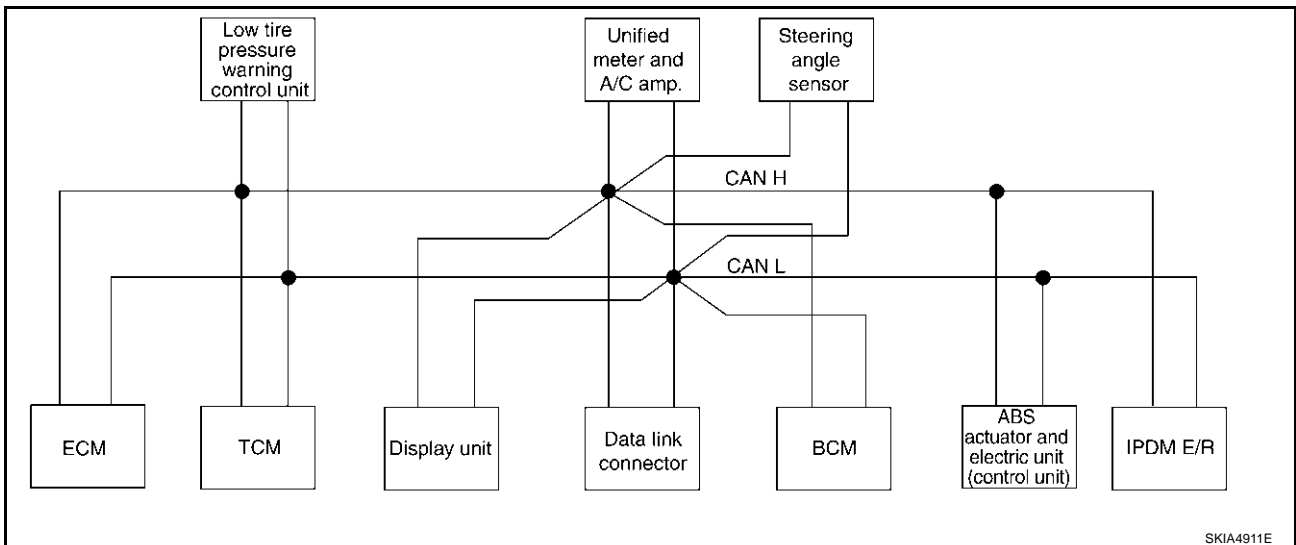 Low tire
pressure
warning
control unit
Unified
meter and
A/C amp.
Steering
angle
sensor
CAN H
CAN L
ECM
TCM
Display unit
Data link
connector
BCM
ABS
actuator and
electric unit
(control unit)
IPDM E/R
SKIA4911E